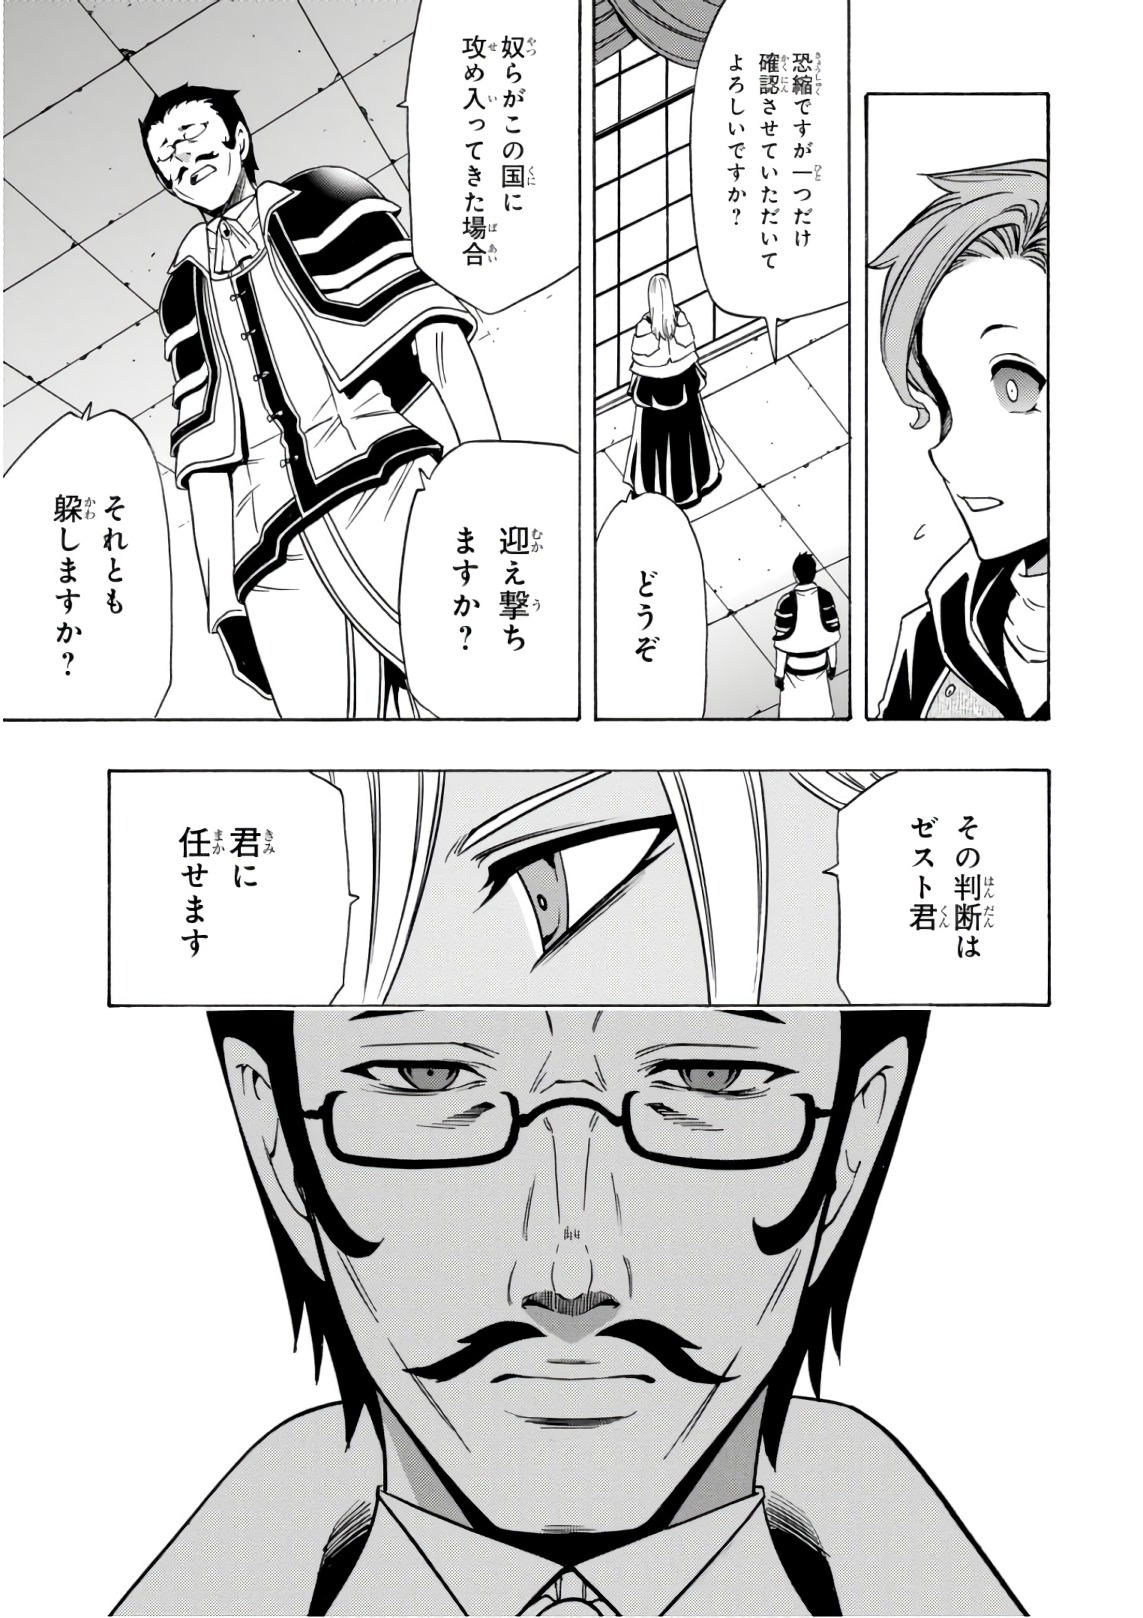 恐縮ですが一つだけ
確認させていただいて
よろしいですか？
どうぞ
奴らがこの国に
攻め入ってきた場合
迎え撃ち
ますか？
それとも
躱しますか？
その判断は
ゼスト君
君に
任せます